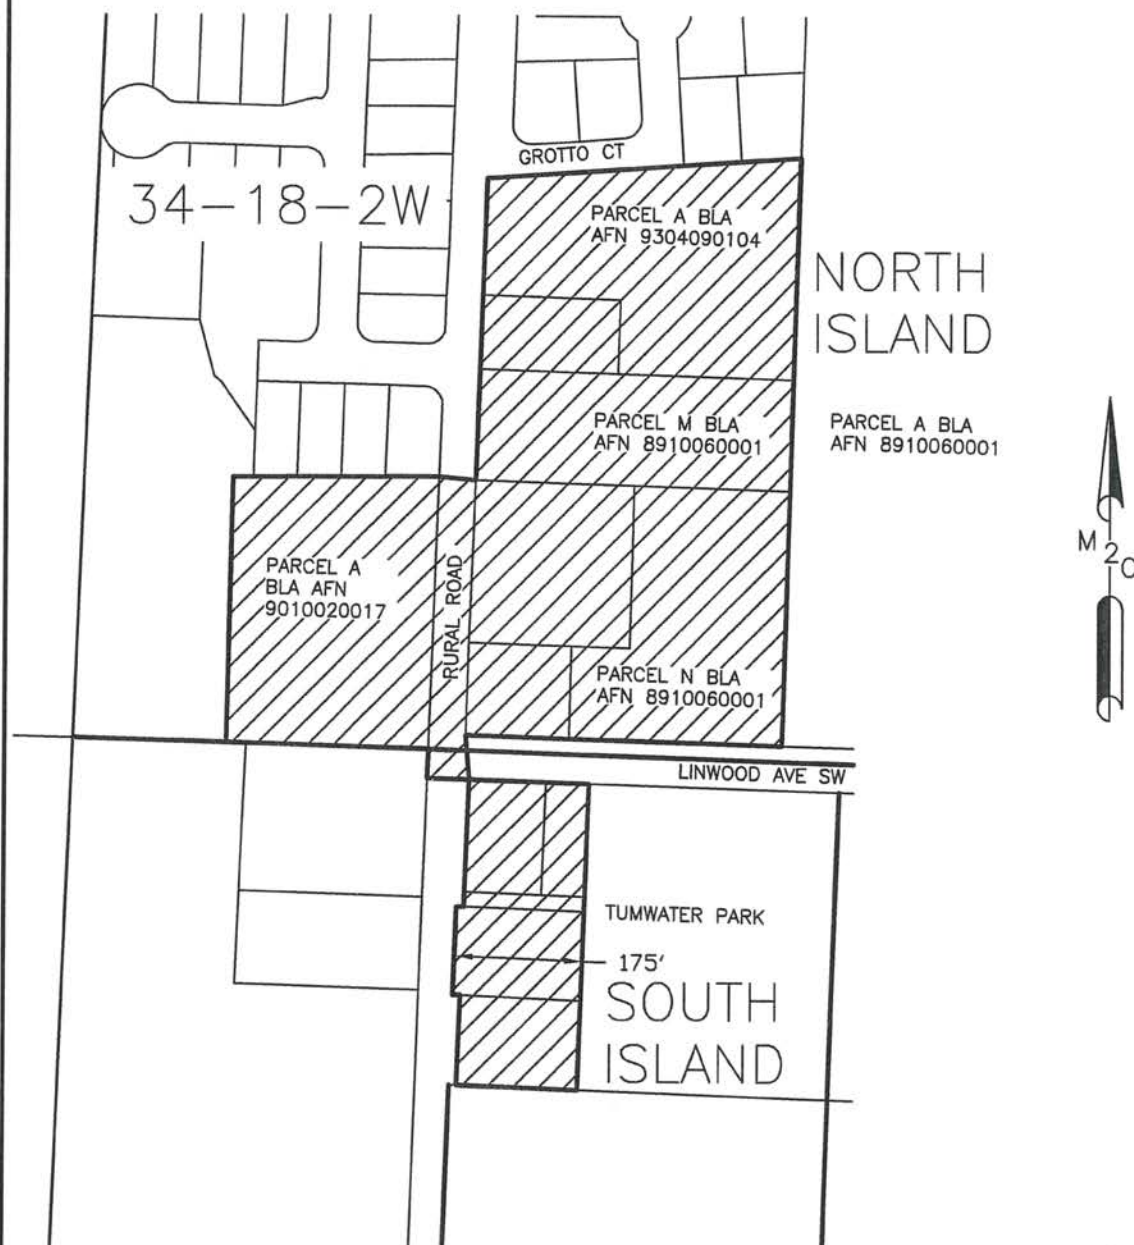 GROTTO CT
34-18-2W
PARCEL A BLA
AFN 9304090104
NORTH
ISLAND
PARCEL M BLA
AFN 8910060001
PARCEL A BLA
AFN 8910060001
M2C
PARCEL A
BLA AFN
9010020017
RURAL ROAD
PARCEL N BLA
AFN 8910060001
LINWOOD AVE SW
TUMWATER PARK
175'
SOUTH
ISLAND